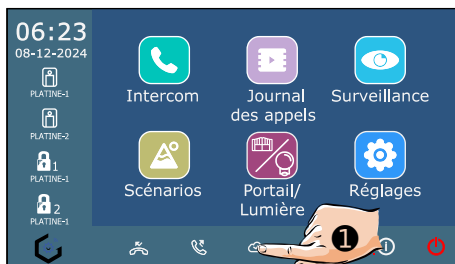 06:23
08-12-2024
PLATINE-1
PLATINE-2
1
PLATINE-1
2
PLATINE-1
Intercom
Journal
des appels
Surveillance
Scénarios
Portail/
Lumière
Réglages
1